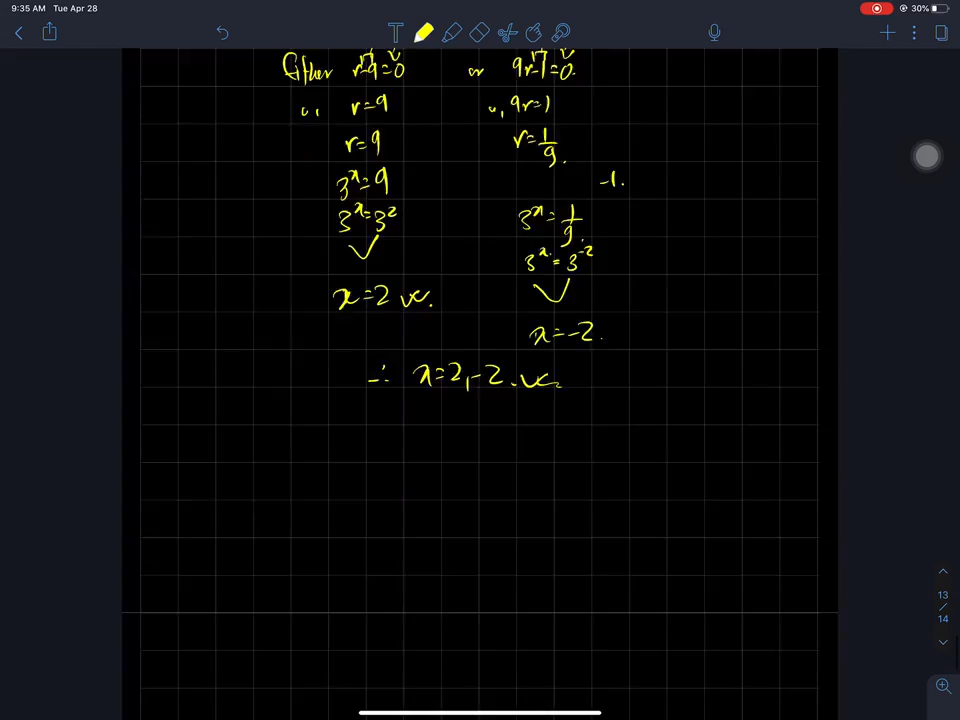 9:35 AM Tue Apr 28
30%
Either r-9=0 or 9r-1=0.
r=9
9r=1
r=9
r=1/9.
3^x=9
-1.
3^x=3^2
3^x=1/9.
3^x=3^-2
x=2
x=-2.
∴ x=2,-2.
13
/
14